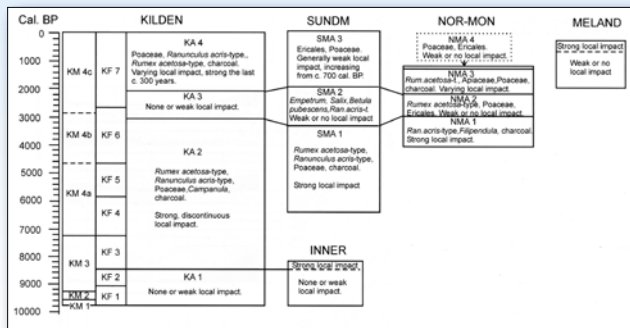 Cal. BP
KILDEN
SUNDM
NOR-MON
MELAND
0
1000
2000
3000
4000
5000
6000
7000
8000
9000
10000
KM 4c
KM 4b
KM 4a
KM 3
KM 2
KM 1
KF 7
KF 6
KF 5
KF 4
KF 3
KF 2
KF 1
KA 4
Poaceae, Ranunculus acris-type.,
Rumex acetosa-type, charcoal.
Varying local impact, strong the last
c. 300 years.
KA 3
None or weak local impact.
KA 2
Rumex acetosa-type,
Ranunculus acris-type,
Poaceae,Campanula,
charcoal.
Strong, discontinuous
local impact.
KA 1
None or weak local impact.
SMA 3
Ericales, Poaceae.
Generally weak local
impact, increasing
from c. 700 cal. BP.
SMA 2
Empetrum, Salix, Betula
pubescens, Ran.acris-t.
Weak or no local impact
SMA 1
Rumex acetosa-type,
Ranunculus acris-type,
Poaceae, charcoal.
Strong local impact
INNER
Strong local impact
None or weak
local impact.
NMA 4
Poaceae, Ericales.
Weak or no local impact.
NMA 3
Rum.acetosa-t., Apiaceae,Poaceae,
charcoal. Varying local impact.
NMA 2
Rumex acetosa-type, Poaceae,
Ericales. Weak or no local impact.
NMA 1
Ran.acris-type,Filipendula, charcoal.
Strong local impact.
Strong local impact
Weak or no
local impact